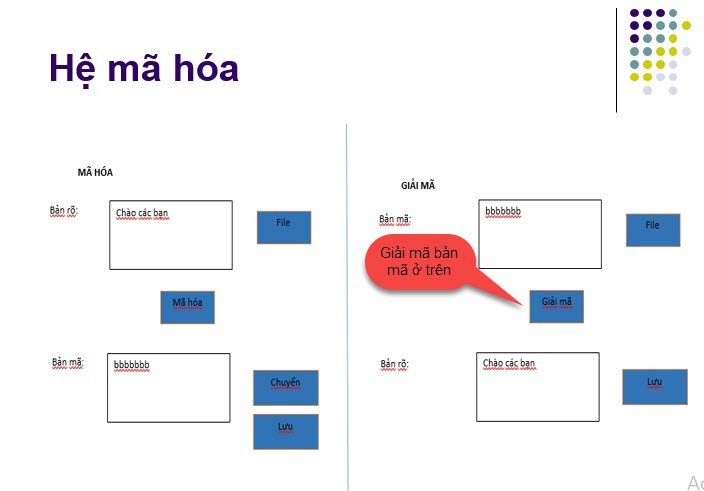 Hệ mã hóa
MÃ HÓA
Bản rõ:
Chào các bạn
File
Mã hóa
Bản mã:
bbbbbbb
Chuyển
Lưu
GIẢI MÃ
Bản mã:
bbbbbbb
File
Giải mã bản
mã ở trên
Giải mã
Bản rõ:
Chào các bạn
Lưu